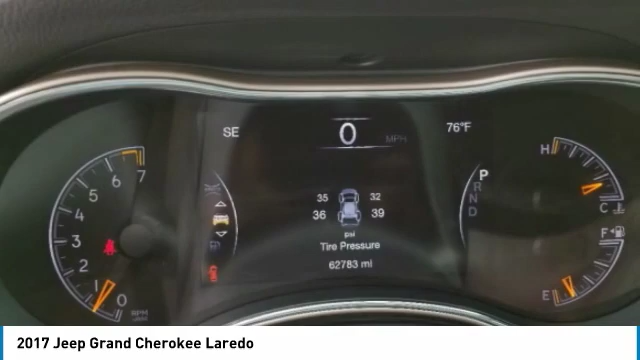 SE
0 MPH
76°F
7
6
5
4
3
2
1
0
RPM
35 32
36 39
psi
Tire Pressure
62783 mi
P
R
N
D
H
C
F
E
2017 Jeep Grand Cherokee Laredo